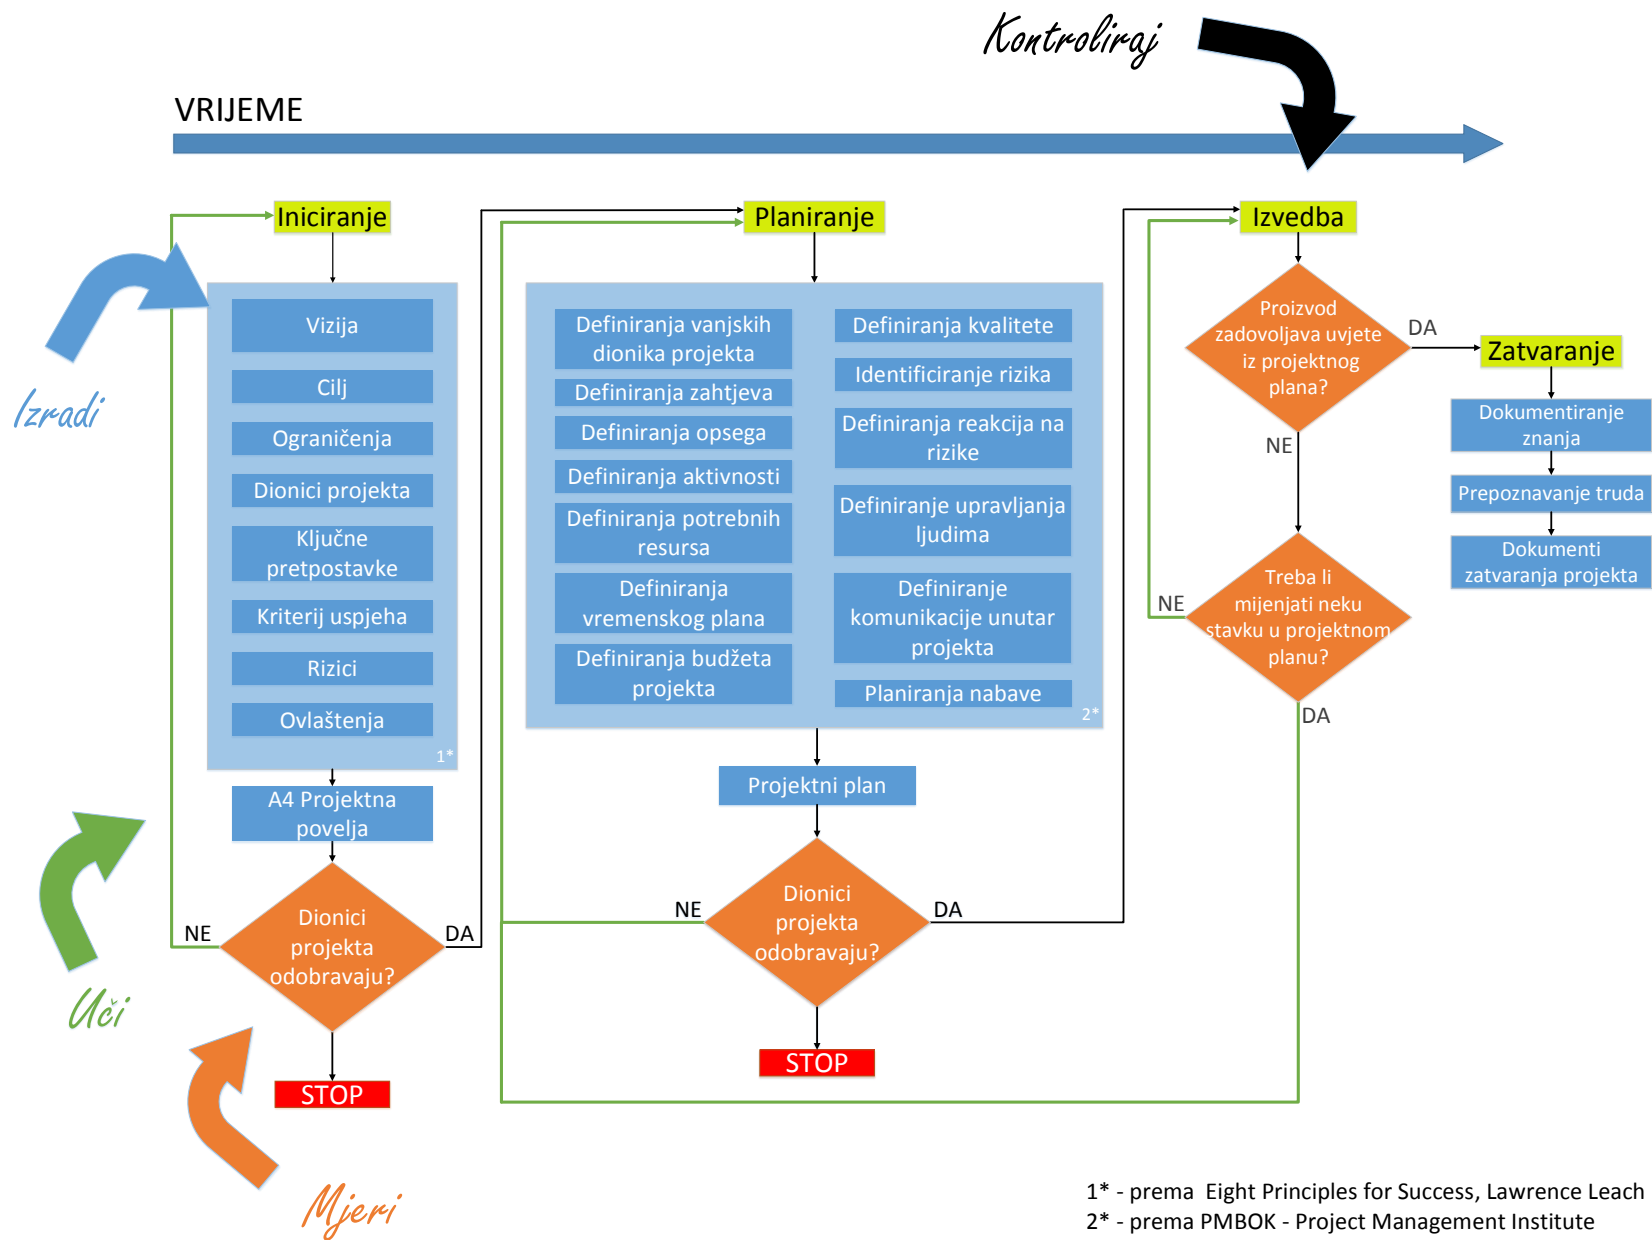 Kontroliraj
VRIJEME
Iniciranje
Planiranje
Izvedba
Izradi
Vizija
Cilj
Ograničenja
Dionici projekta
Ključne
pretpostavke
Kriterij uspjeha
Rizici
Ovlaštenja
1*
A4 Projektna
povelja
Dionici
projekta
odobravaju?
NE
DA
STOP
Uči
Mjeri
Definiranja vanjskih
dionika projekta
Definiranja zahtjeva
Definiranja opsega
Definiranja aktivnosti
Definiranja potrebnih
resursa
Definiranja
vremenskog plana
Definiranja budžeta
projekta
Definiranja kvalitete
Identificiranje rizika
Definiranja reakcija na
rizike
Definiranje upravljanja
ljudima
Definiranje
komunikacije unutar
projekta
Planiranja nabave
2*
Projektni plan
Dionici
projekta
odobravaju?
NE
DA
STOP
Proizvod
zadovoljava uvjete
iz projektnog
plana?
DA
NE
Treba li
mijenjati neku
stavku u projektnom
planu?
NE
DA
Zatvaranje
Dokumentiranje
znanja
Prepoznavanje truda
Dokumenti
zatvaranja projekta
1* - prema Eight Principles for Success, Lawrence Leach
2* - prema PMBOK - Project Management Institute